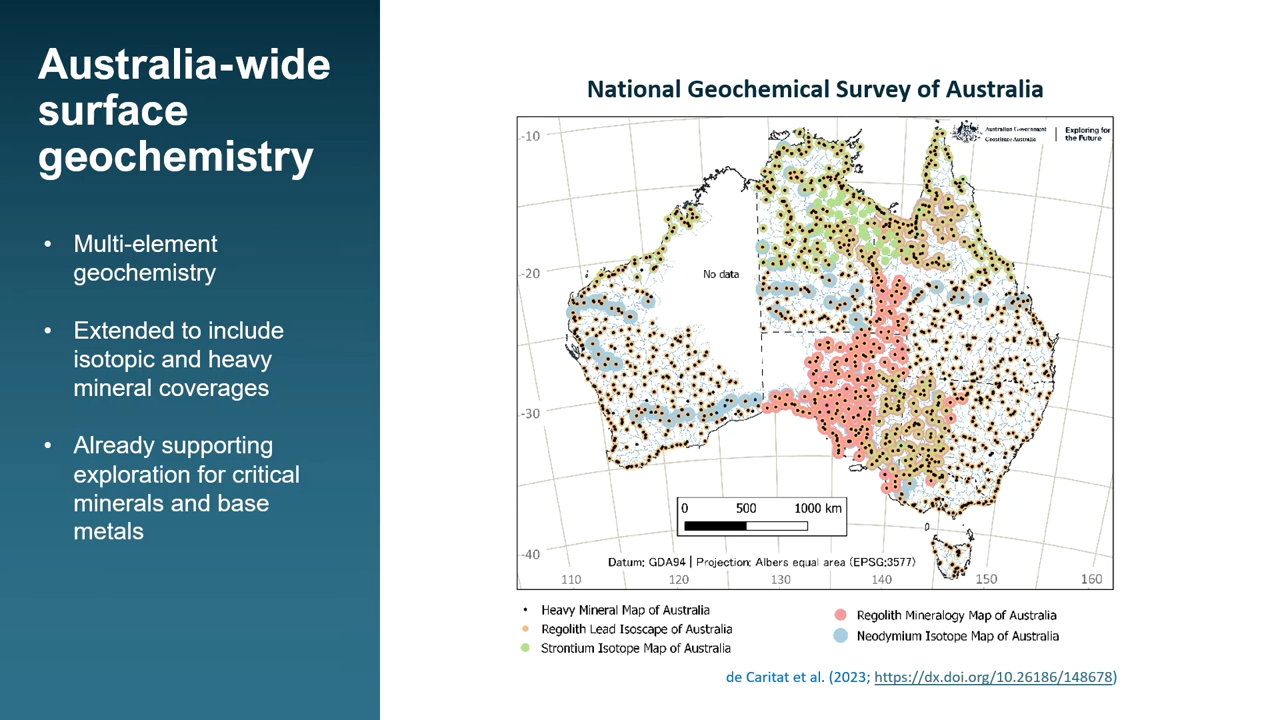 Australia-wide
surface
geochemistry
• Multi-element
geochemistry
• Extended to include
isotopic and heavy
mineral coverages
• Already supporting
exploration for critical
minerals and base
metals
National Geochemical Survey of Australia
Australian Government
Geoscience Australia
Exploring for
the Future
-10
-20
No data
-30
-40
0 500 1000 km
0
Datum: GDA94 | Projection: Albers equal area (EPSG:3577)
110 120 130 140 150 160
Heavy Mineral Map of Australia
Regolith Lead Isoscape of Australia
Strontium Isotope Map of Australia
Regolith Mineralogy Map of Australia
Neodymium Isotope Map of Australia
de Caritat et al. (2023; https://dx.doi.org/10.26186/148678)